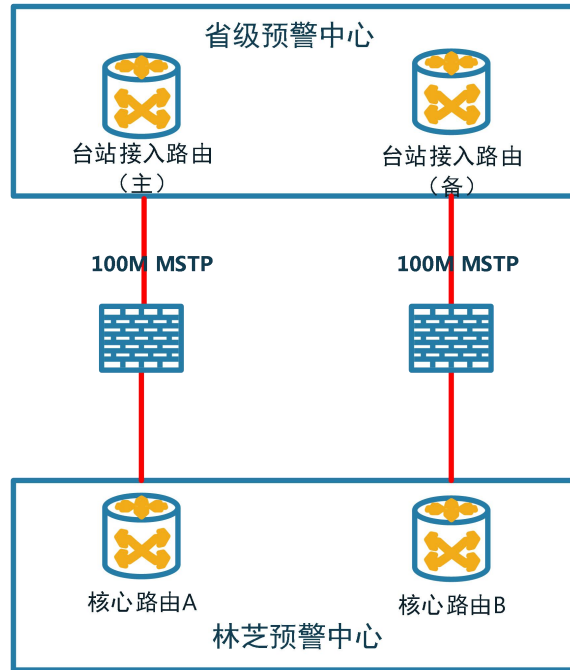 省级预警中心
台站接入路由
（主）
台站接入路由
（备）
100M MSTP
100M MSTP
核心路由A
核心路由B
林芝预警中心